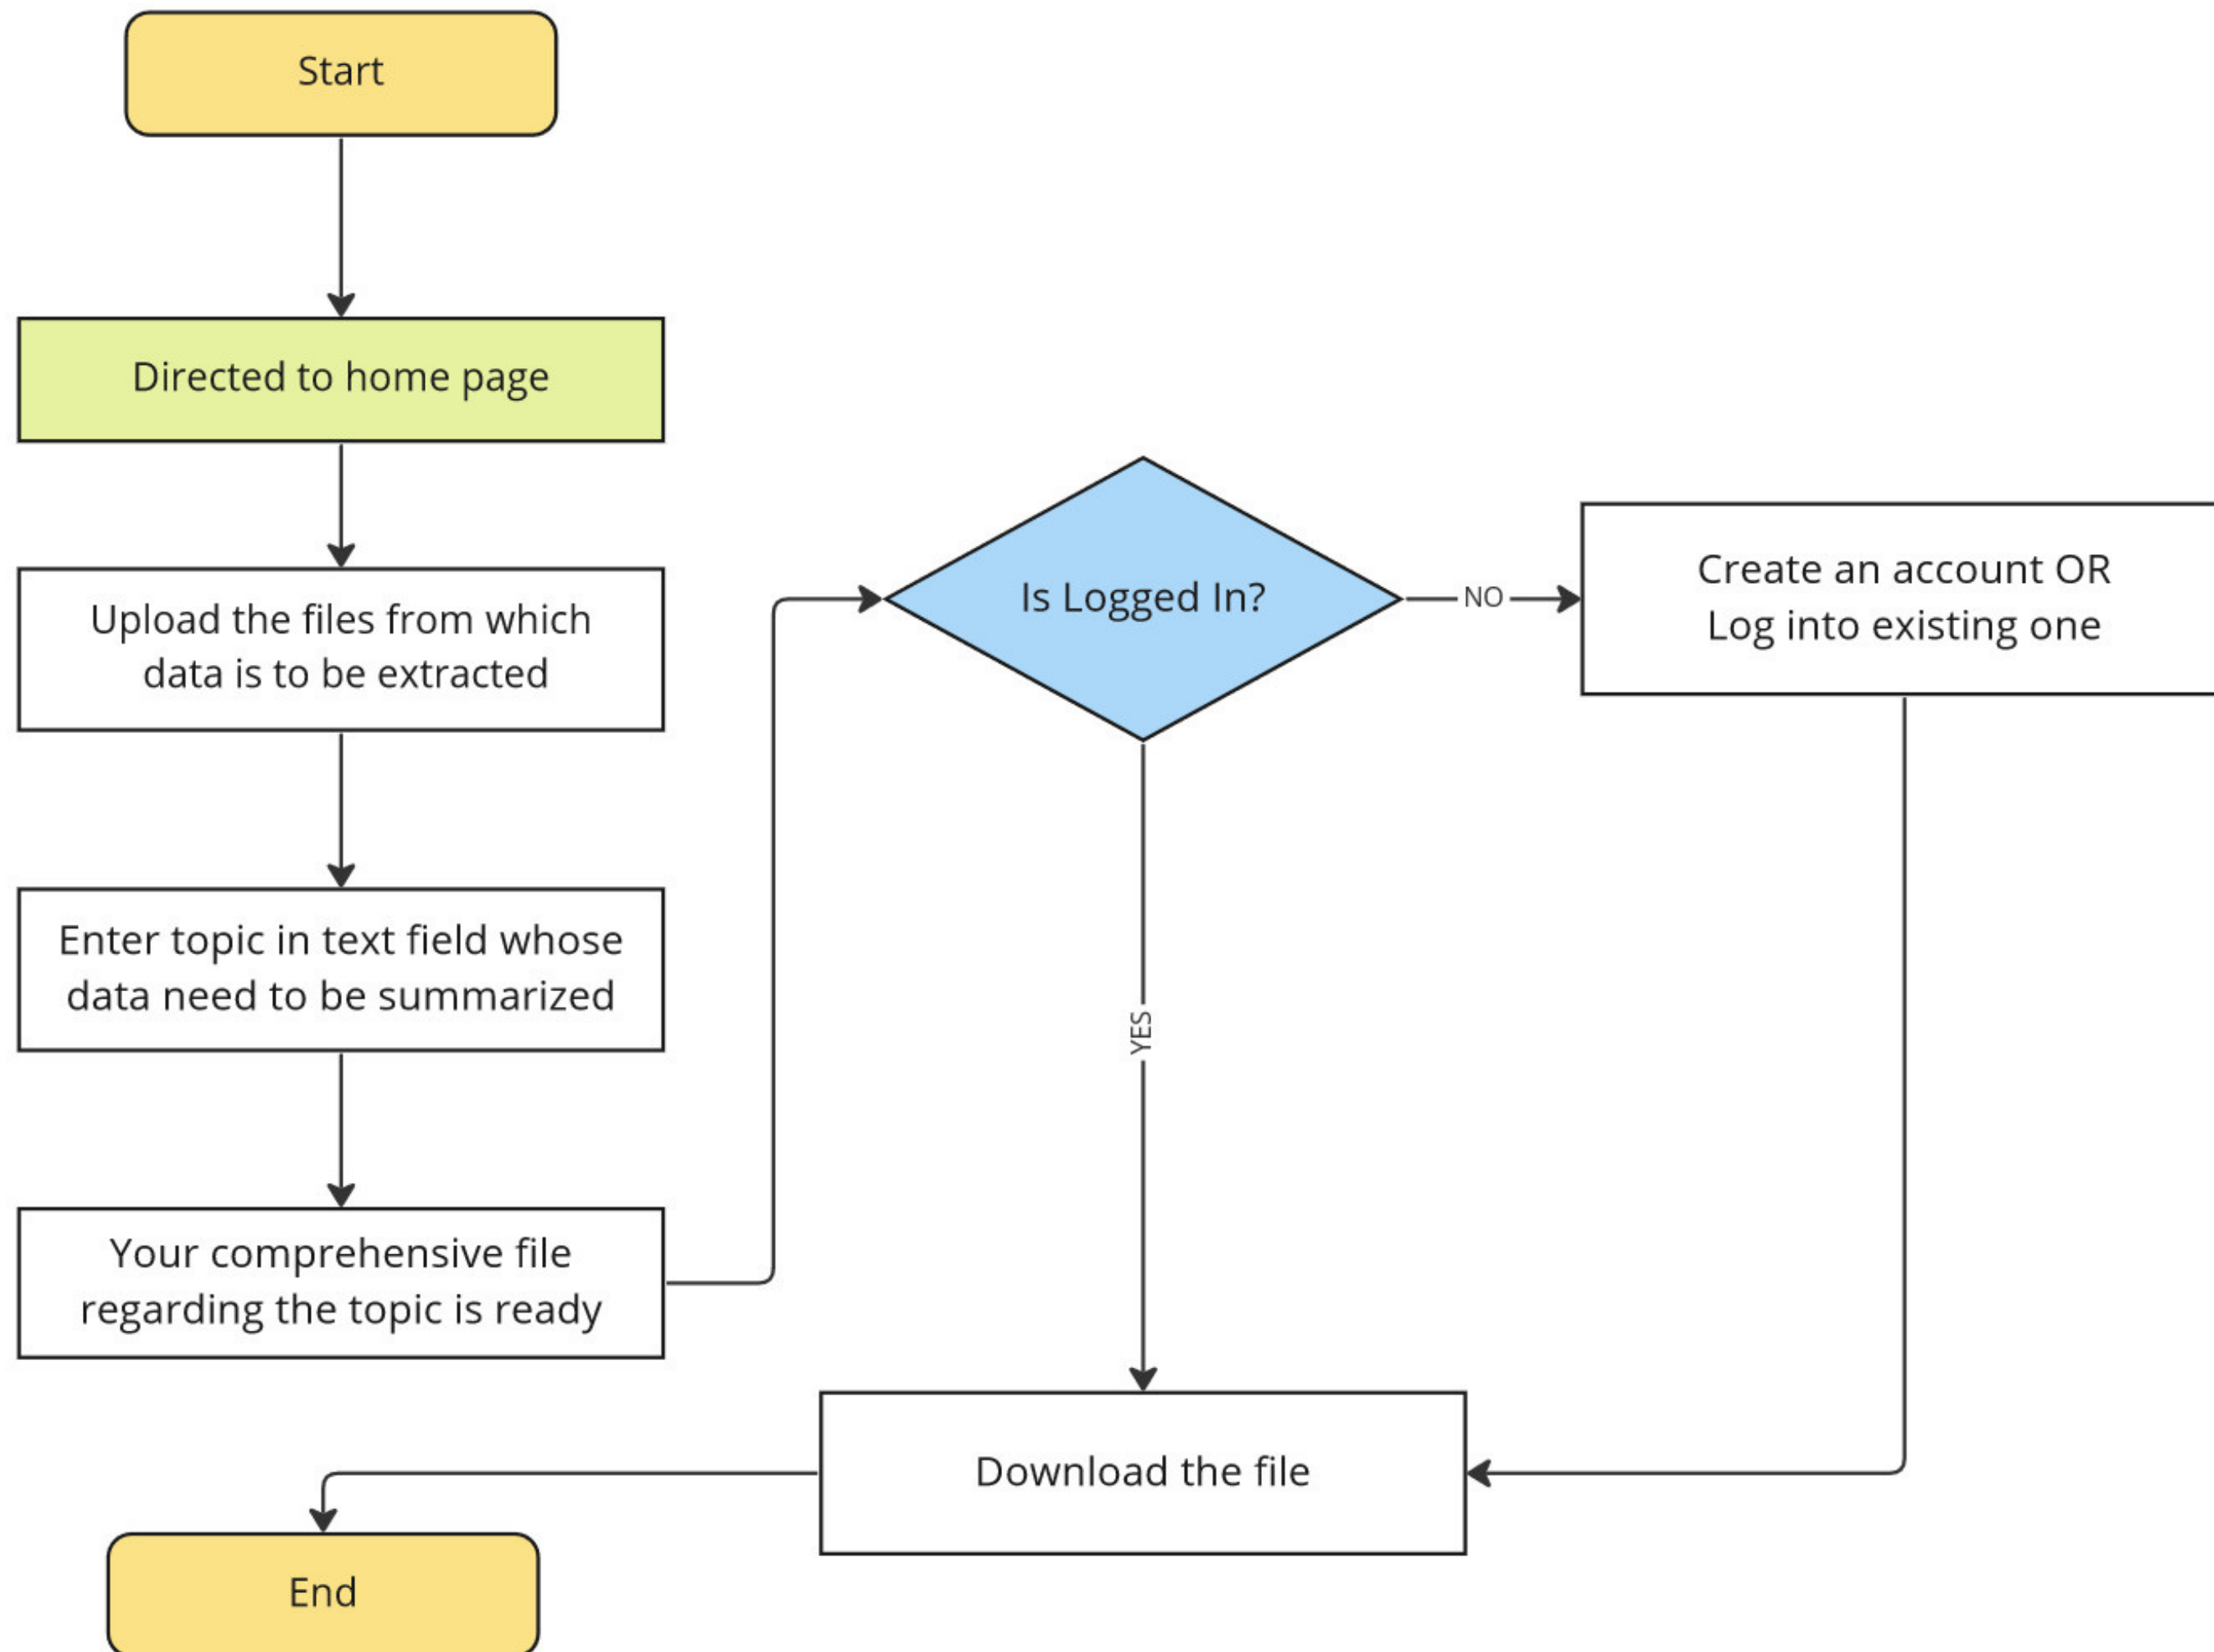 Start
Directed to home page
Upload the files from which
data is to be extracted
Enter topic in text field whose
data need to be summarized
Your comprehensive file
regarding the topic is ready
Is Logged In?
NO
Create an account OR
Log into existing one
YES
Download the file
End